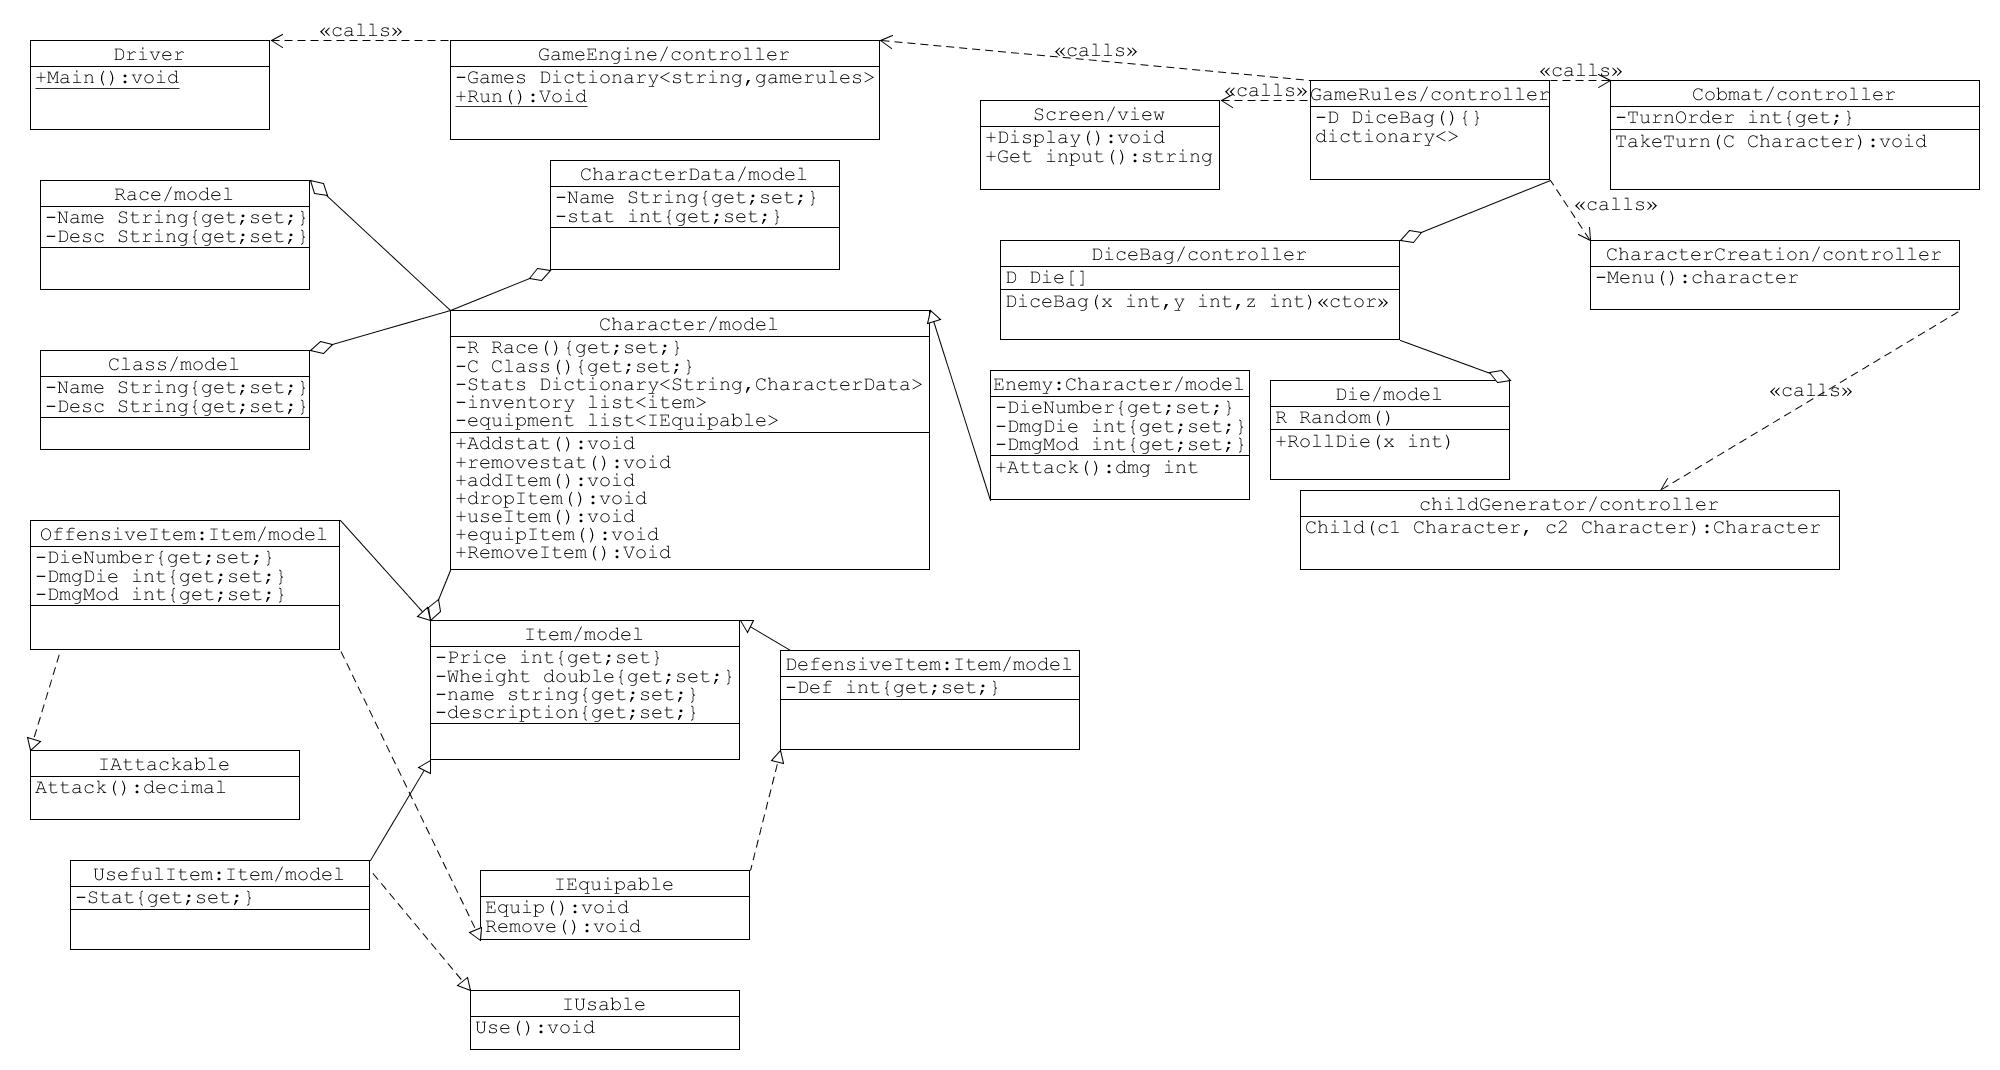 «calls»
Driver
+Main():void
GameEngine/controller
-Games Dictionary<string,gamerules>
+Run():Void
«calls»
«calls»
«calls»
Screen/view
+Display():void
+Get input():string
GameRules/controller
-D DiceBag(){}
dictionary<>
Cobmat/controller
-TurnOrder int{get;}
TakeTurn(C Character):void
Race/model
-Name String{get;set;}
-Desc String{get;set;}
CharacterData/model
-Name String{get;set;}
-stat int{get;set;}
«calls»
DiceBag/controller
D Die[]
DiceBag(x int,y int,z int)«ctor»
CharacterCreation/controller
-Menu():character
Class/model
-Name String{get;set;}
-Desc String{get;set;}
Character/model
-R Race(){get;set;}
-C Class(){get;set;}
-Stats Dictionary<String,CharacterData>
-inventory list<item>
-equipment list<IEquipable>
+Addstat():void
+removestat():void
+addItem():void
+dropItem():void
+useItem():void
+equipItem():void
+RemoveItem():Void
Enemy:Character/model
-DieNumber{get;set;}
-DmgDie int{get;set;}
-DmgMod int{get;set;}
+Attack():dmg int
Die/model
R Random()
+RollDie(x int)
«calls»
childGenerator/controller
Child(c1 Character, c2 Character):Character
OffensiveItem:Item/model
-DieNumber{get;set;}
-DmgDie int{get;set;}
-DmgMod int{get;set;}
Item/model
-Price int{get;set}
-Wheight double{get;set;}
-name string{get;set;}
-description{get;set;}
DefensiveItem:Item/model
-Def int{get;set;}
IAttackable
Attack():decimal
UsefulItem:Item/model
-Stat{get;set;}
IEquipable
Equip():void
Remove():void
IUsable
Use():void